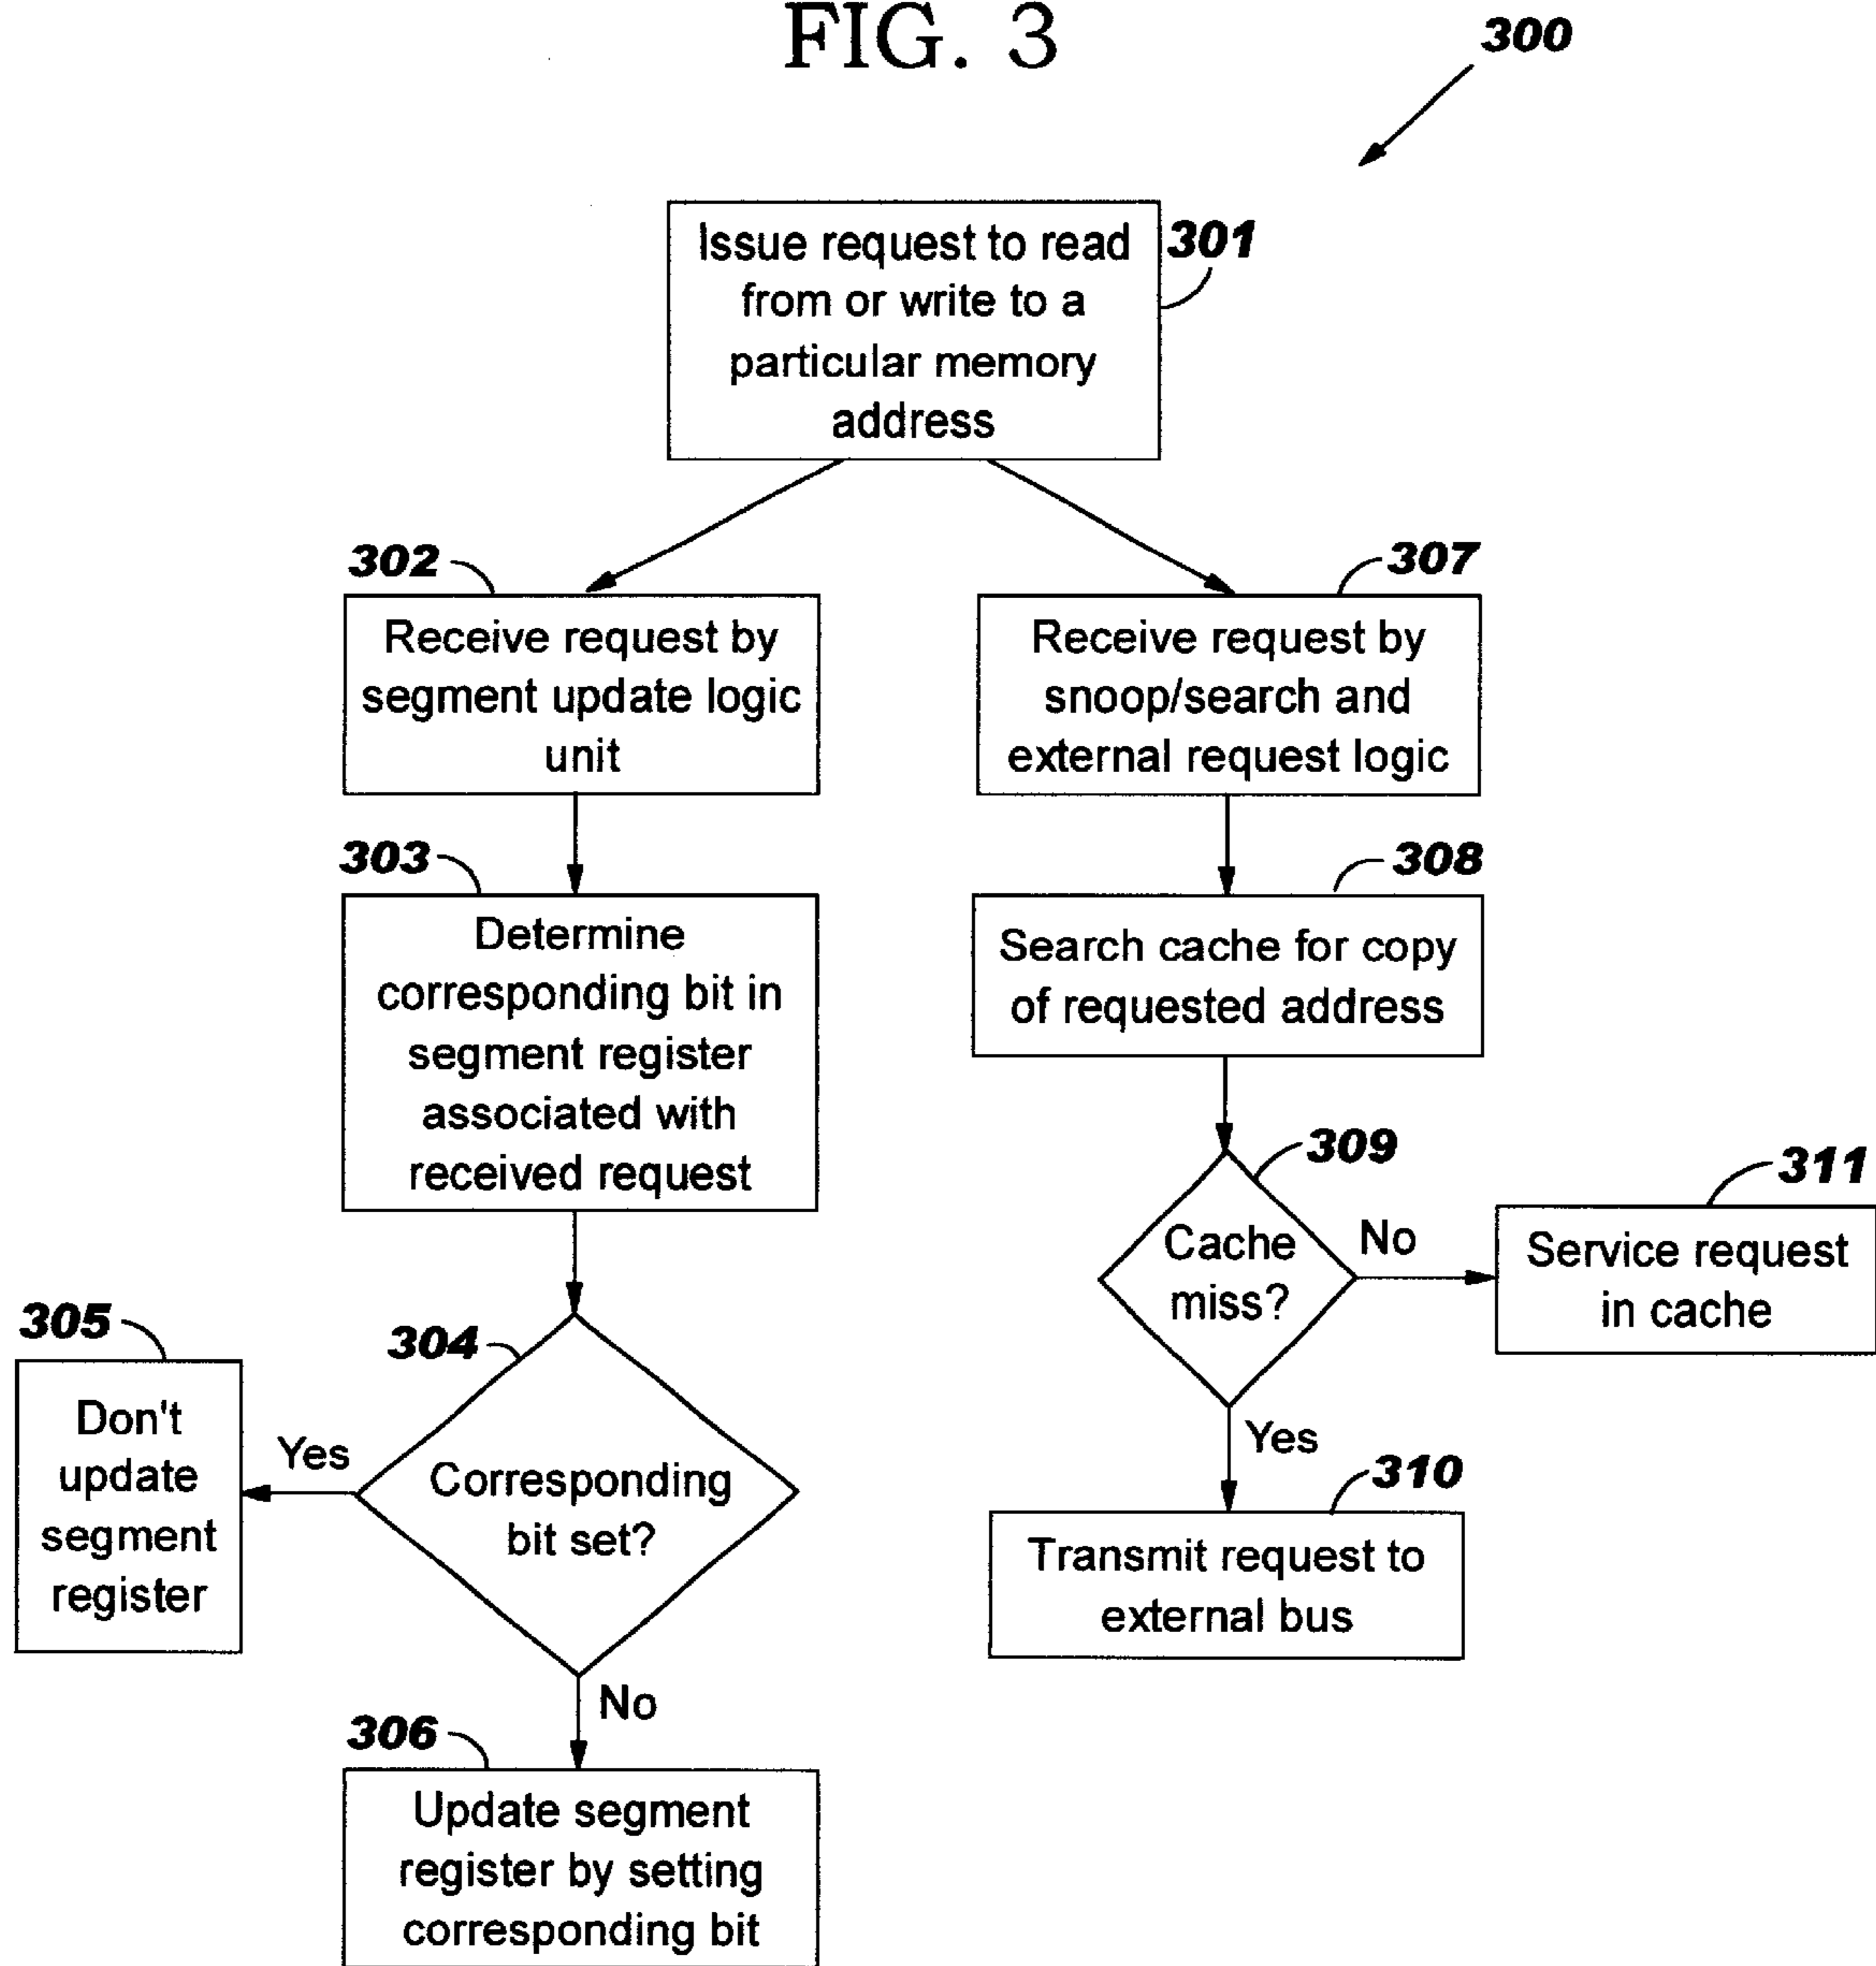 FIG. 3
300
Issue request to read
from or write to a
particular memory
address
301
302
Receive request by
segment update logic
unit
307
Receive request by
snoop/search and
external request logic
303
Determine
corresponding bit in
segment register
associated with
received request
308
Search cache for copy
of requested address
309
Cache
miss?
No
311
Service request
in cache
Yes
310
Transmit request to
external bus
304
Corresponding
bit set?
Yes
305
Don't
update
segment
register
No
306
Update segment
register by setting
corresponding bit